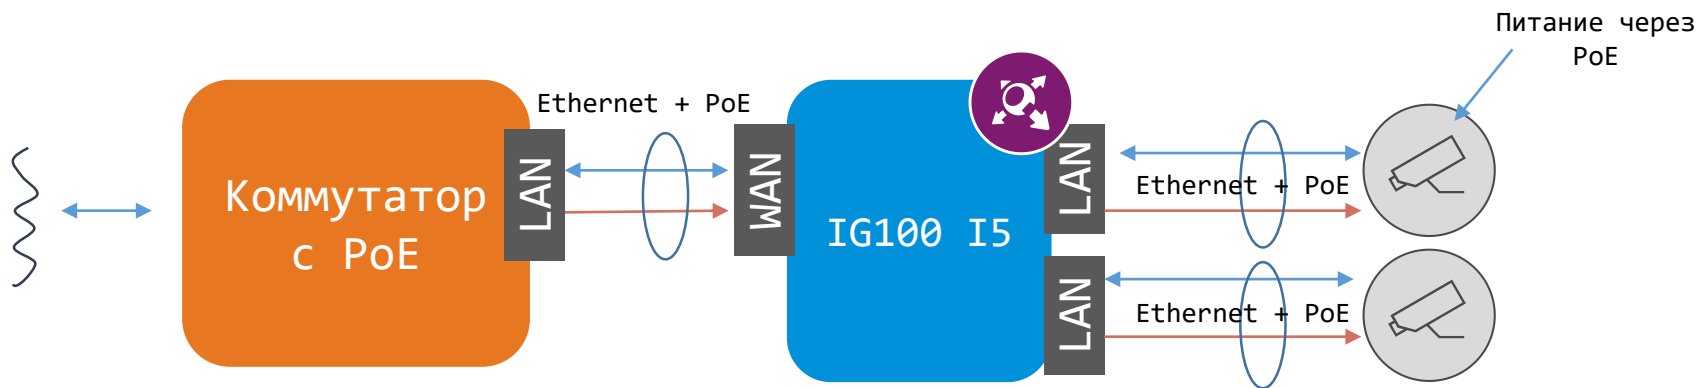 Питание через
PoE
Ethernet + PoE
Коммутатор
с PoE
LAN
WAN
IG100 I5
LAN
Ethernet + PoE
LAN
Ethernet + PoE